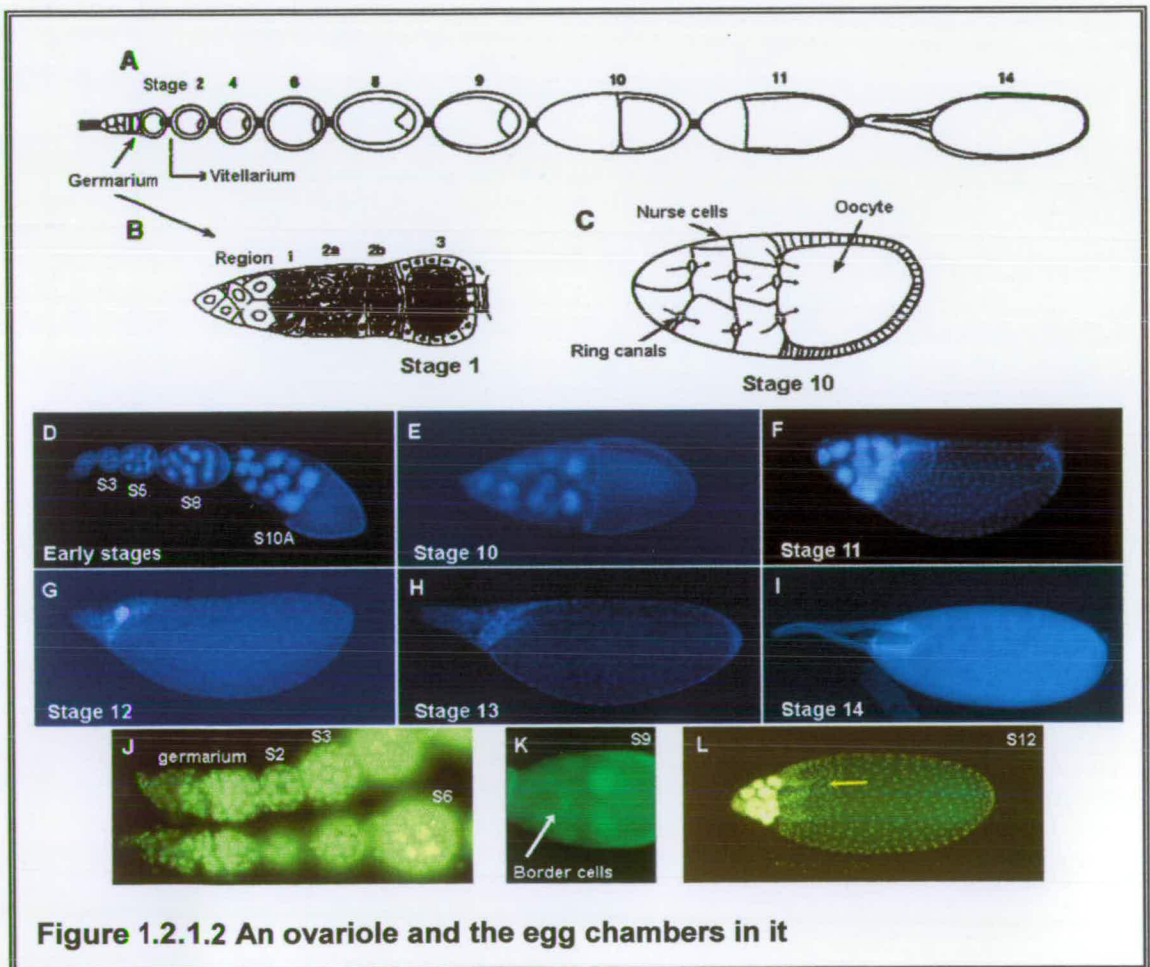 A
Stage 2 4 6 8 9 10 11 14
Germarium
Vitellarium
B
Region 1 2a 2b 3
Stage 1
C
Nurse cells
Oocyte
Ring canals
Stage 10
D
S3 S5 S8 S10A
Early stages
E
Stage 10
F
Stage 11
G
Stage 12
H
Stage 13
I
Stage 14
J
germarium S2 S3
S6
K
S9
Border cells
L
S12
Figure 1.2.1.2 An ovariole and the egg chambers in it